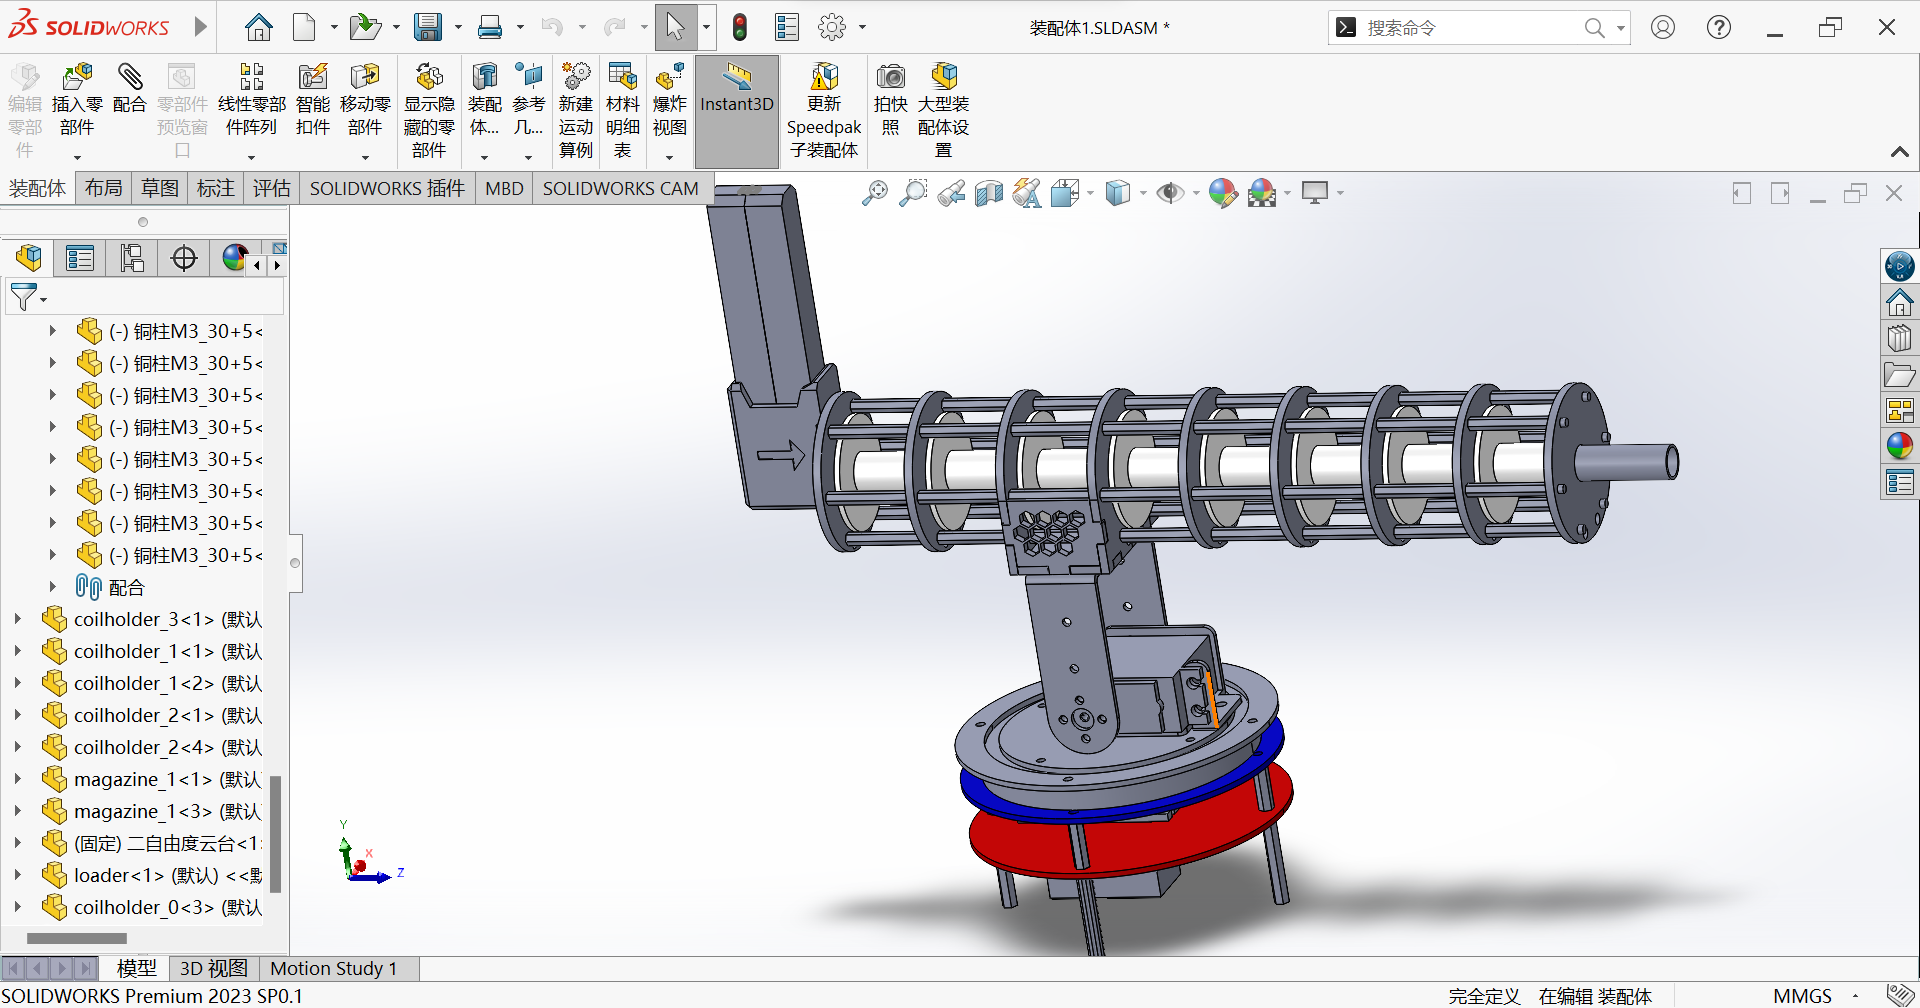 SOLIDWORKS
装配体1.SLDASM *
搜索命令
编辑零部件
插入零部件
配合
零部件预览窗口
线性零部件阵列
智能扣件
移动零部件
显示隐藏的零部件
装配体...
参考几...
新建运动算例
材料明细表
爆炸视图
Instant3D
更新 Speedpak 子装配体
拍快照
大型装配体设置
装配体 布局 草图 标注 评估 SOLIDWORKS 插件 MBD SOLIDWORKS CAM
(-) 铜柱M3_30+5<
(-) 铜柱M3_30+5<
(-) 铜柱M3_30+5<
(-) 铜柱M3_30+5<
(-) 铜柱M3_30+5<
(-) 铜柱M3_30+5<
(-) 铜柱M3_30+5<
(-) 铜柱M3_30+5<
配合
coilholder_3<1> (默认
coilholder_1<1> (默认
coilholder_1<2> (默认
coilholder_2<1> (默认
coilholder_2<4> (默认
magazine_1<1> (默认
magazine_1<3> (默认
(固定) 二自由度云台<1
loader<1> (默认) <<默
coilholder_0<3> (默认
Y
X
Z
模型 3D 视图 Motion Study 1
SOLIDWORKS Premium 2023 SP0.1
完全定义 在编辑 装配体 MMGS